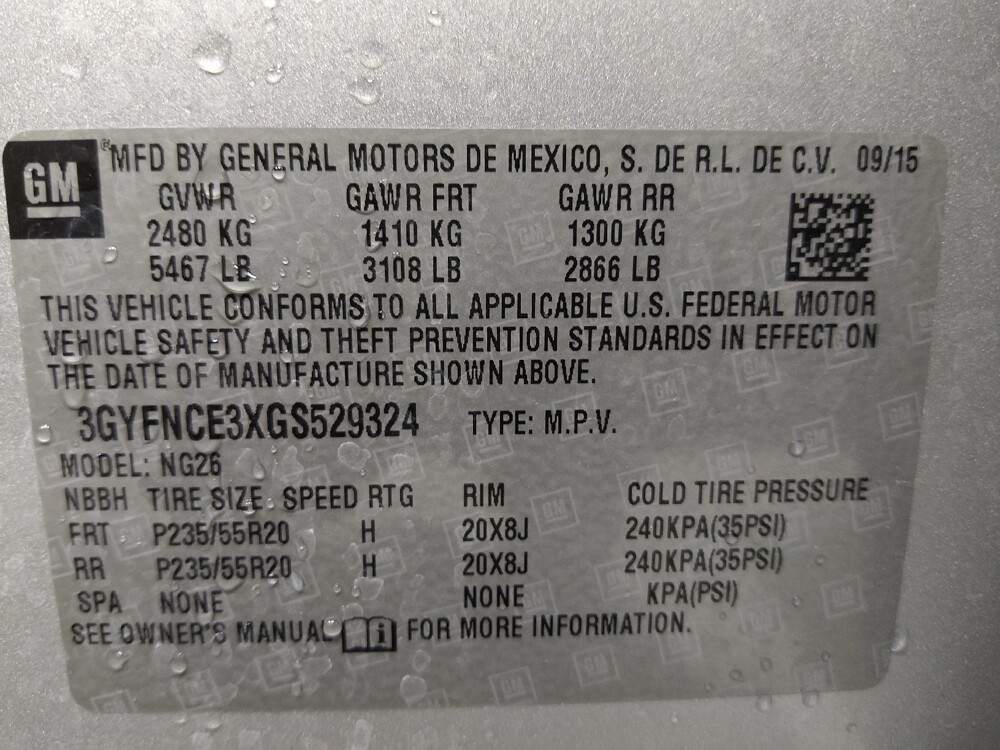 GM
® MFD BY GENERAL MOTORS DE MEXICO, S. DE R.L. DE C.V. 09/15
GVWR GAWR FRT GAWR RR
2480 KG 1410 KG 1300 KG
5467 LB 3108 LB 2866 LB
THIS VEHICLE CONFORMS TO ALL APPLICABLE U.S. FEDERAL MOTOR
VEHICLE SAFETY AND THEFT PREVENTION STANDARDS IN EFFECT ON
THE DATE OF MANUFACTURE SHOWN ABOVE.
3GYFNCE3XGS529324 TYPE: M.P.V.
MODEL: NG26
NBBH TIRE SIZE SPEED RTG RIM COLD TIRE PRESSURE
FRT P235/55R20 H 20X8J 240KPA(35PSI)
RR P235/55R20 H 20X8J 240KPA(35PSI)
SPA NONE NONE KPA(PSI)
SEE OWNER'S MANUAL i FOR MORE INFORMATION.